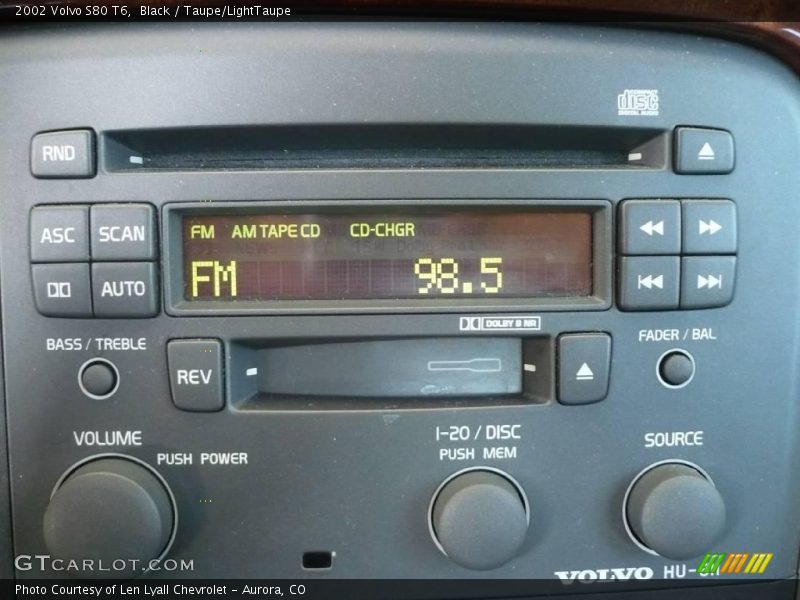 2002 Volvo S80 T6, Black / Taupe/LightTaupe
COMPACT
disc
DIGITAL AUDIO
RND
ASC SCAN
AUTO
FM AM TAPE CD CD-CHGR
FM 98.5
DOLBY B NR
BASS / TREBLE
FADER / BAL
REV
VOLUME
PUSH POWER
1-20 / DISC
PUSH MEM
SOURCE
GTCARLOT.COM
VOLVO
Photo Courtesy of Len Lyall Chevrolet - Aurora, CO